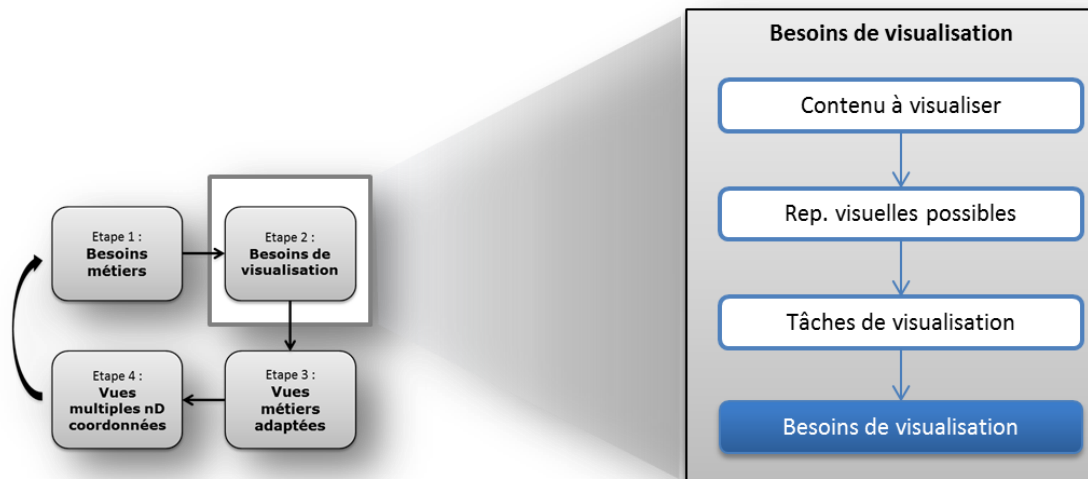 Besoins de visualisation
Contenu à visualiser
Rep. visuelles possibles
Tâches de visualisation
Besoins de visualisation
Etape 1 :
Besoins
métiers
Etape 2 :
Besoins de
visualisation
Etape 4 :
Vues
multiples nD
coordonnées
Etape 3 :
Vues
métiers
adaptées